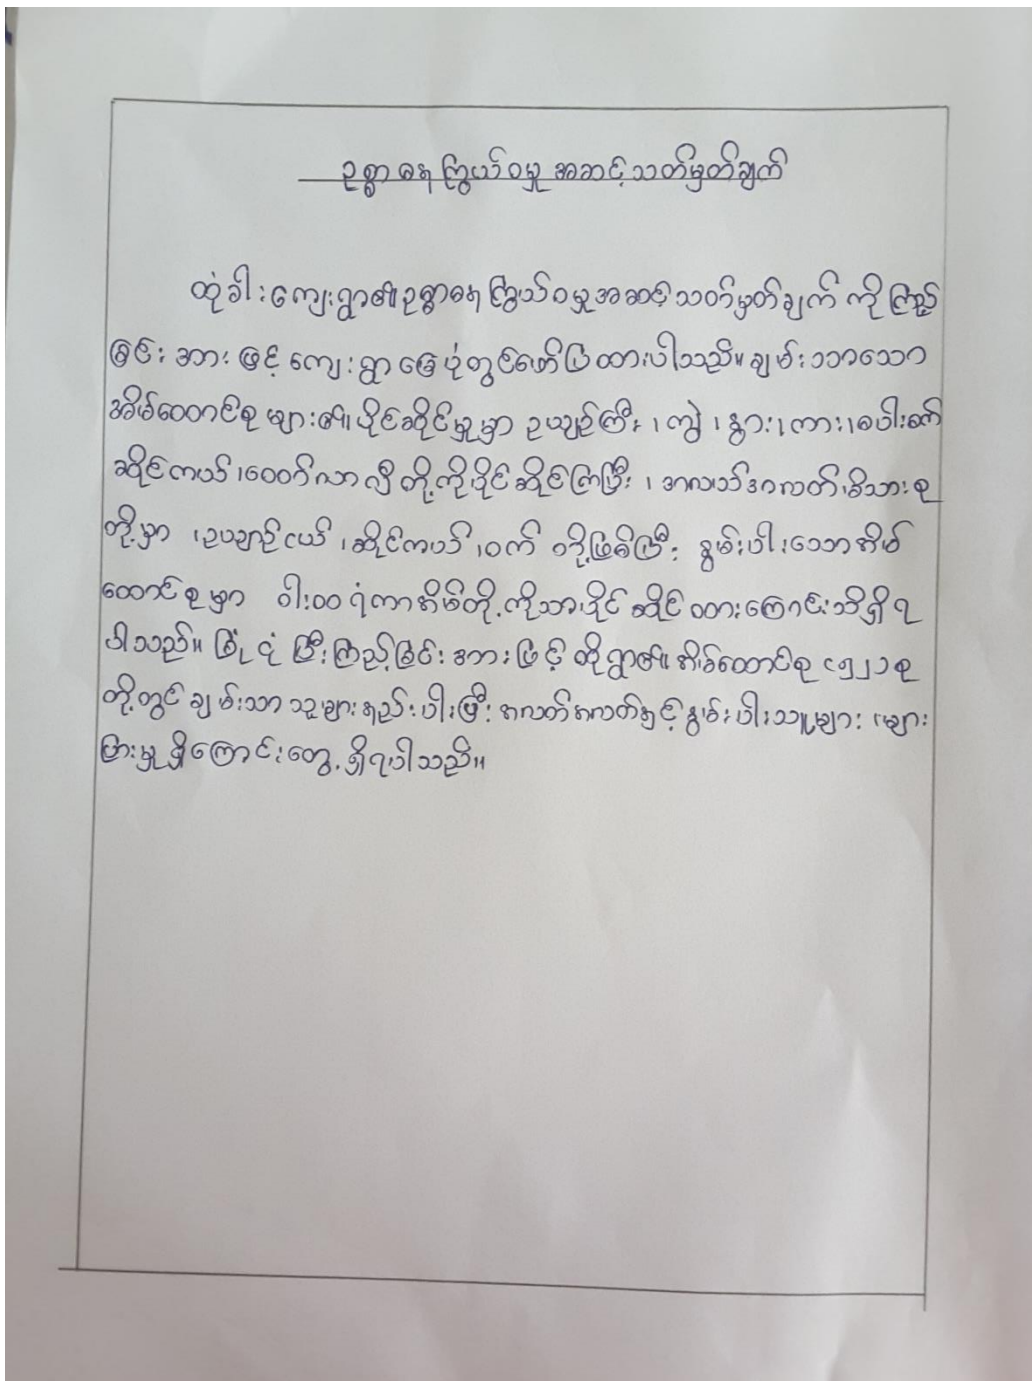 ဥစ္စာဓန ကြွယ်ဝမှု အဆင့်သတ်မှတ်ချက်
ထုံခါးကျေးရွာ၏ ဥစ္စာဓန ကြွယ်ဝမှုအဆင့်သတ်မှတ်ချက် ကိုကြည့်
ခြင်း အား ဖြင့် ကျေးရွာ မြေပုံတွင်ဖော်ပြထားပါသည်။ ချမ်းသာသော
အိမ်ထောင်စု များ၏ ပိုင်ဆိုင်မှုမှာ ဥယျာဉ်ကြီး ၊ ကျွဲ ၊ နွား ၊ ကား ၊ စပါးစက်
ဆိုင်ကယ် ၊ ထော်လာဂျီ တို့ကိုပိုင်ဆိုင်ကြပြီး ၊ အလယ်အလတ်မိသားစု
တို့မှာ ၊ ဥယျာဉ်ငယ် ၊ ဆိုင်ကယ် ၊ ဝက် တို့ဖြစ်ပြီး နွမ်းပါးသောအိမ်
ထောင်စုမှာ ဝါးထရံကာအိမ်တို့ကိုသာပိုင်ဆိုင်ထားကြောင်းသိရှိရ
ပါသည်။ ခြုံငုံ ပြီးကြည့်ခြင်းအားဖြင့် ထိုရွာ၏ အိမ်ထောင်စု ၄၅၂၁စု
တို့တွင် ချမ်းသာသူများနည်းပါးပြီး အလတ်အလတ်နှင့်နွမ်းပါးသူများ ၊များ
ပြားမှု ရှိကြောင်းတွေ့ရှိရပါသည်။